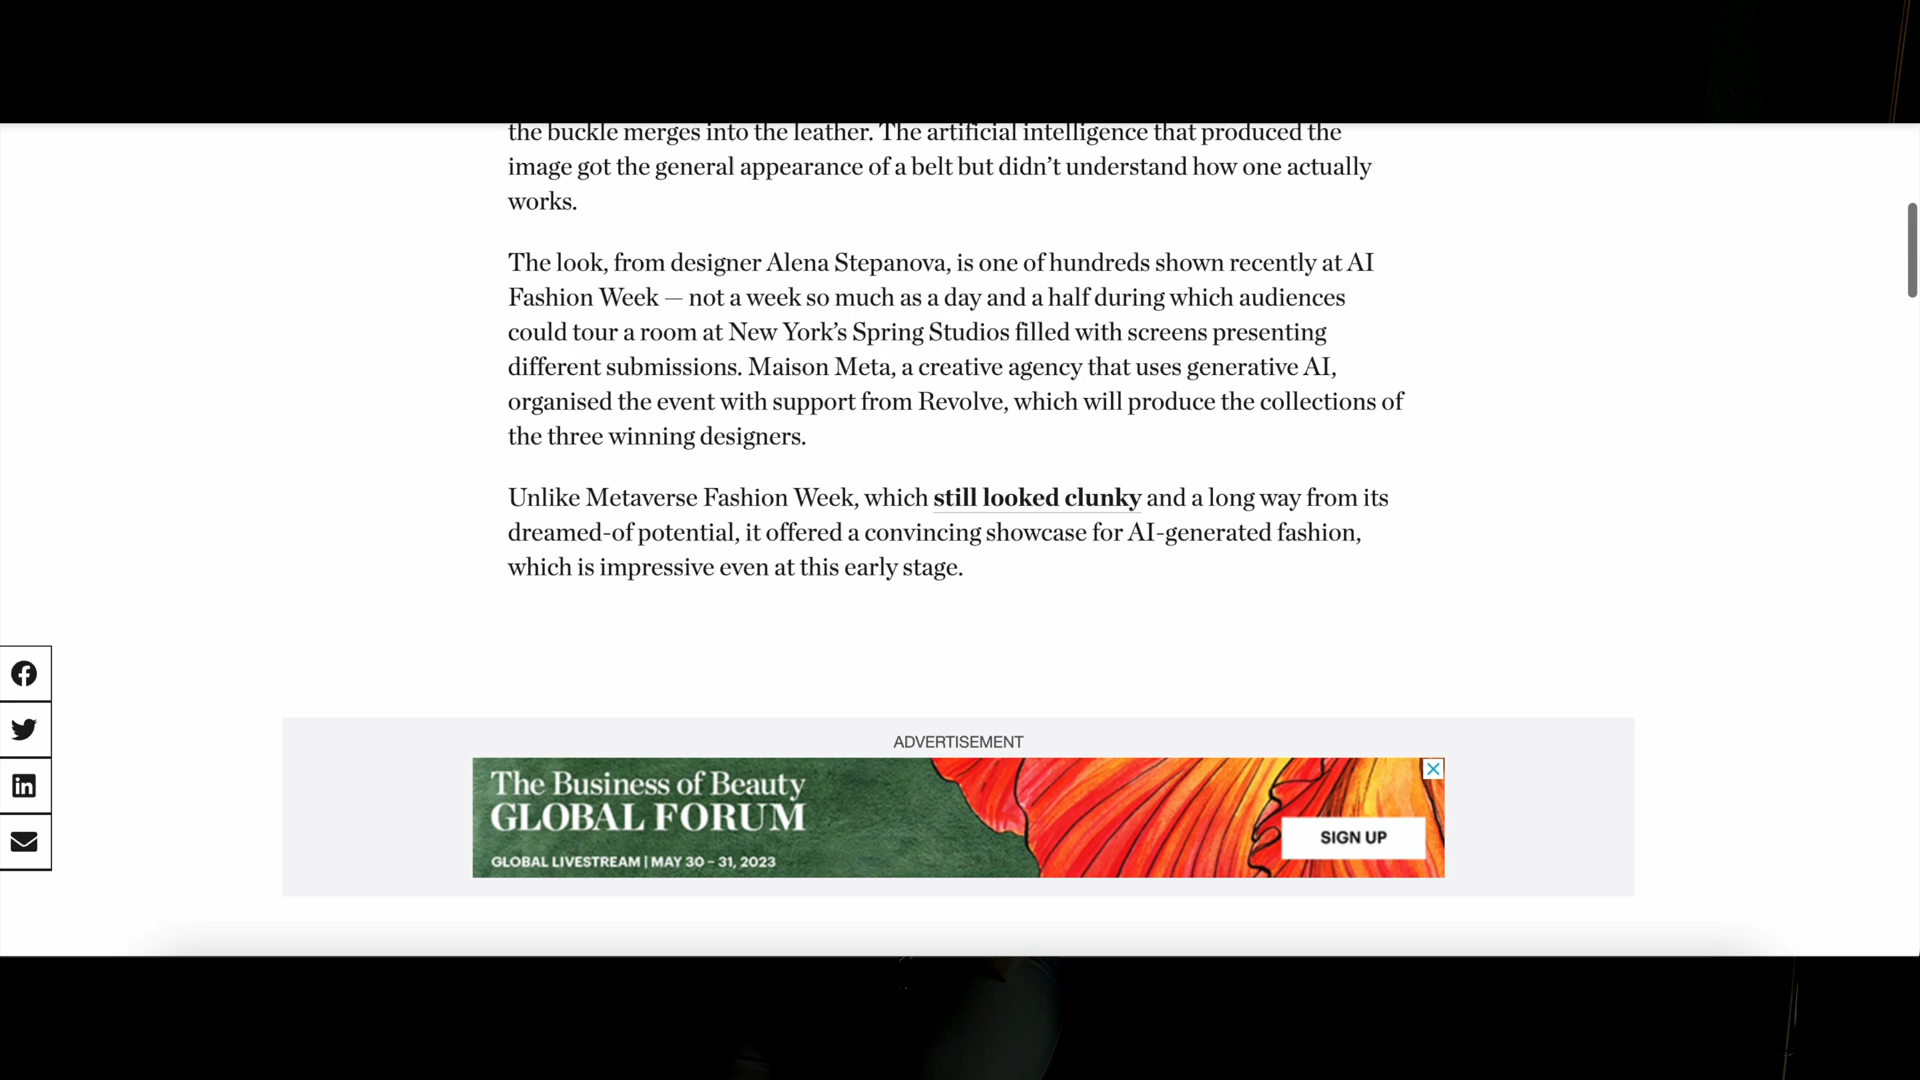 the buckle merges into the leather. The artificial intelligence that produced the
image got the general appearance of a belt but didn’t understand how one actually
works.
The look, from designer Alena Stepanova, is one of hundreds shown recently at AI
Fashion Week — not a week so much as a day and a half during which audiences
could tour a room at New York’s Spring Studios filled with screens presenting
different submissions. Maison Meta, a creative agency that uses generative AI,
organised the event with support from Revolve, which will produce the collections of
the three winning designers.
Unlike Metaverse Fashion Week, which still looked clunky and a long way from its
dreamed-of potential, it offered a convincing showcase for AI-generated fashion,
which is impressive even at this early stage.
ADVERTISEMENT
The Business of Beauty
GLOBAL FORUM
GLOBAL LIVESTREAM | MAY 30 – 31, 2023
SIGN UP